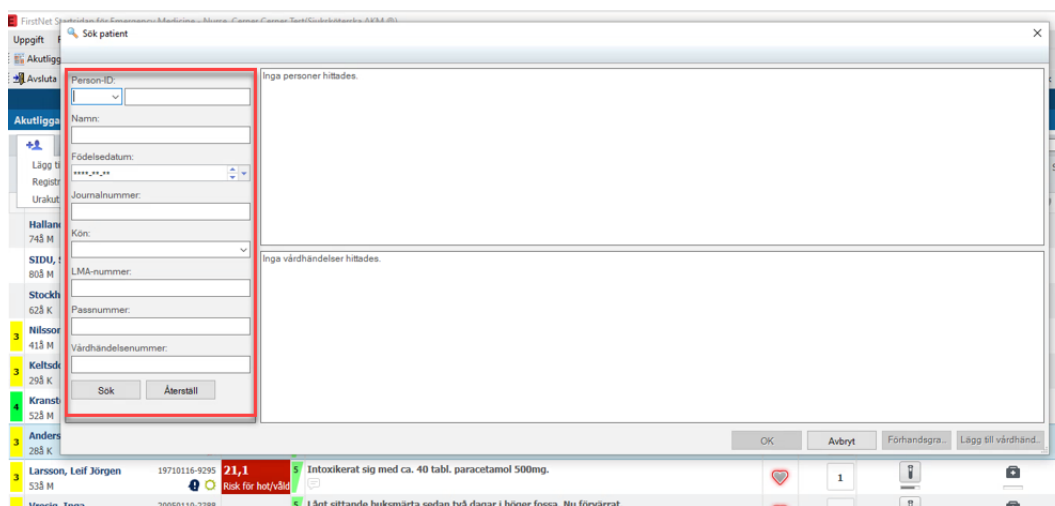 FirstNet Startsidan för Emergency Medicine - Nurse, Cerner Cerner Test(Sjuksköterska AKM @)
Uppgift
Sök patient
Akutligg
Avsluta
Person-ID:
Inga personer hittades.
Akutligga
Namn:
Födelsedatum:
****-**-**
Lägg ti
Registr
Urakut
Journalnummer:
Kön:
Halland
74å M
SIDU,
80å M
Inga vårdhändelser hittades.
LMA-nummer:
Stockh
62å K
Passnummer:
3 Nilsson
41å M
Vårdhändelsenummer:
3 Keltsd
29å K
Sök Återställ
4 Kranst
52å M
3 Anders
28å K
OK Avbryt Förhandsgra... Lägg till vårdhänd...
3 Larsson, Leif Jörgen 19710116-9295 21,1 5 Intoxikerat sig med ca. 40 tabl. paracetamol 500mg. 1
53å M Risk för hot/våld
5 Lågt sittande buksmärta sedan två dagar i höger fossa. Nu förvärrat